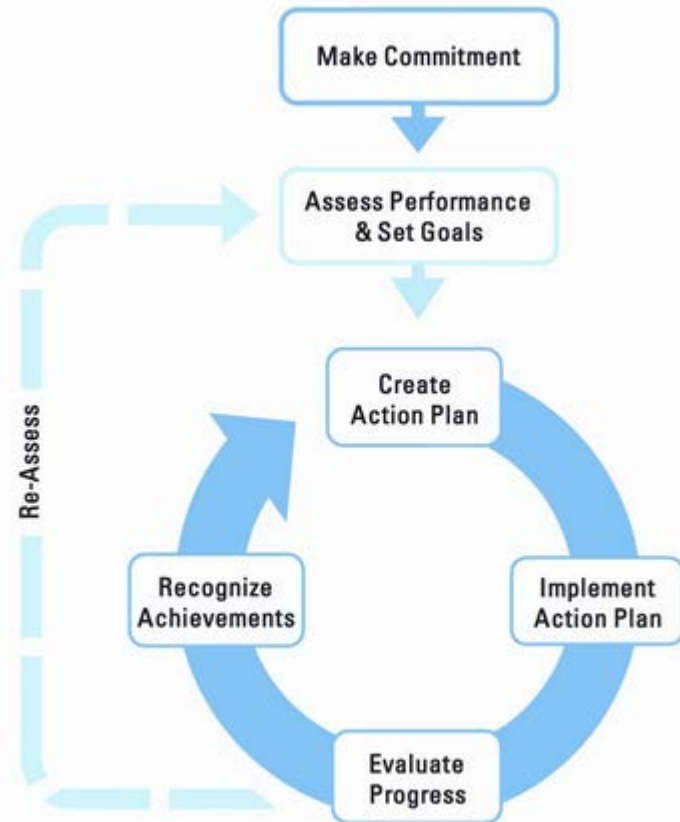 Make Commitment
Assess Performance
& Set Goals
Create
Action Plan
Re-Assess
Recognize
Achievements
Implement
Action Plan
Evaluate
Progress